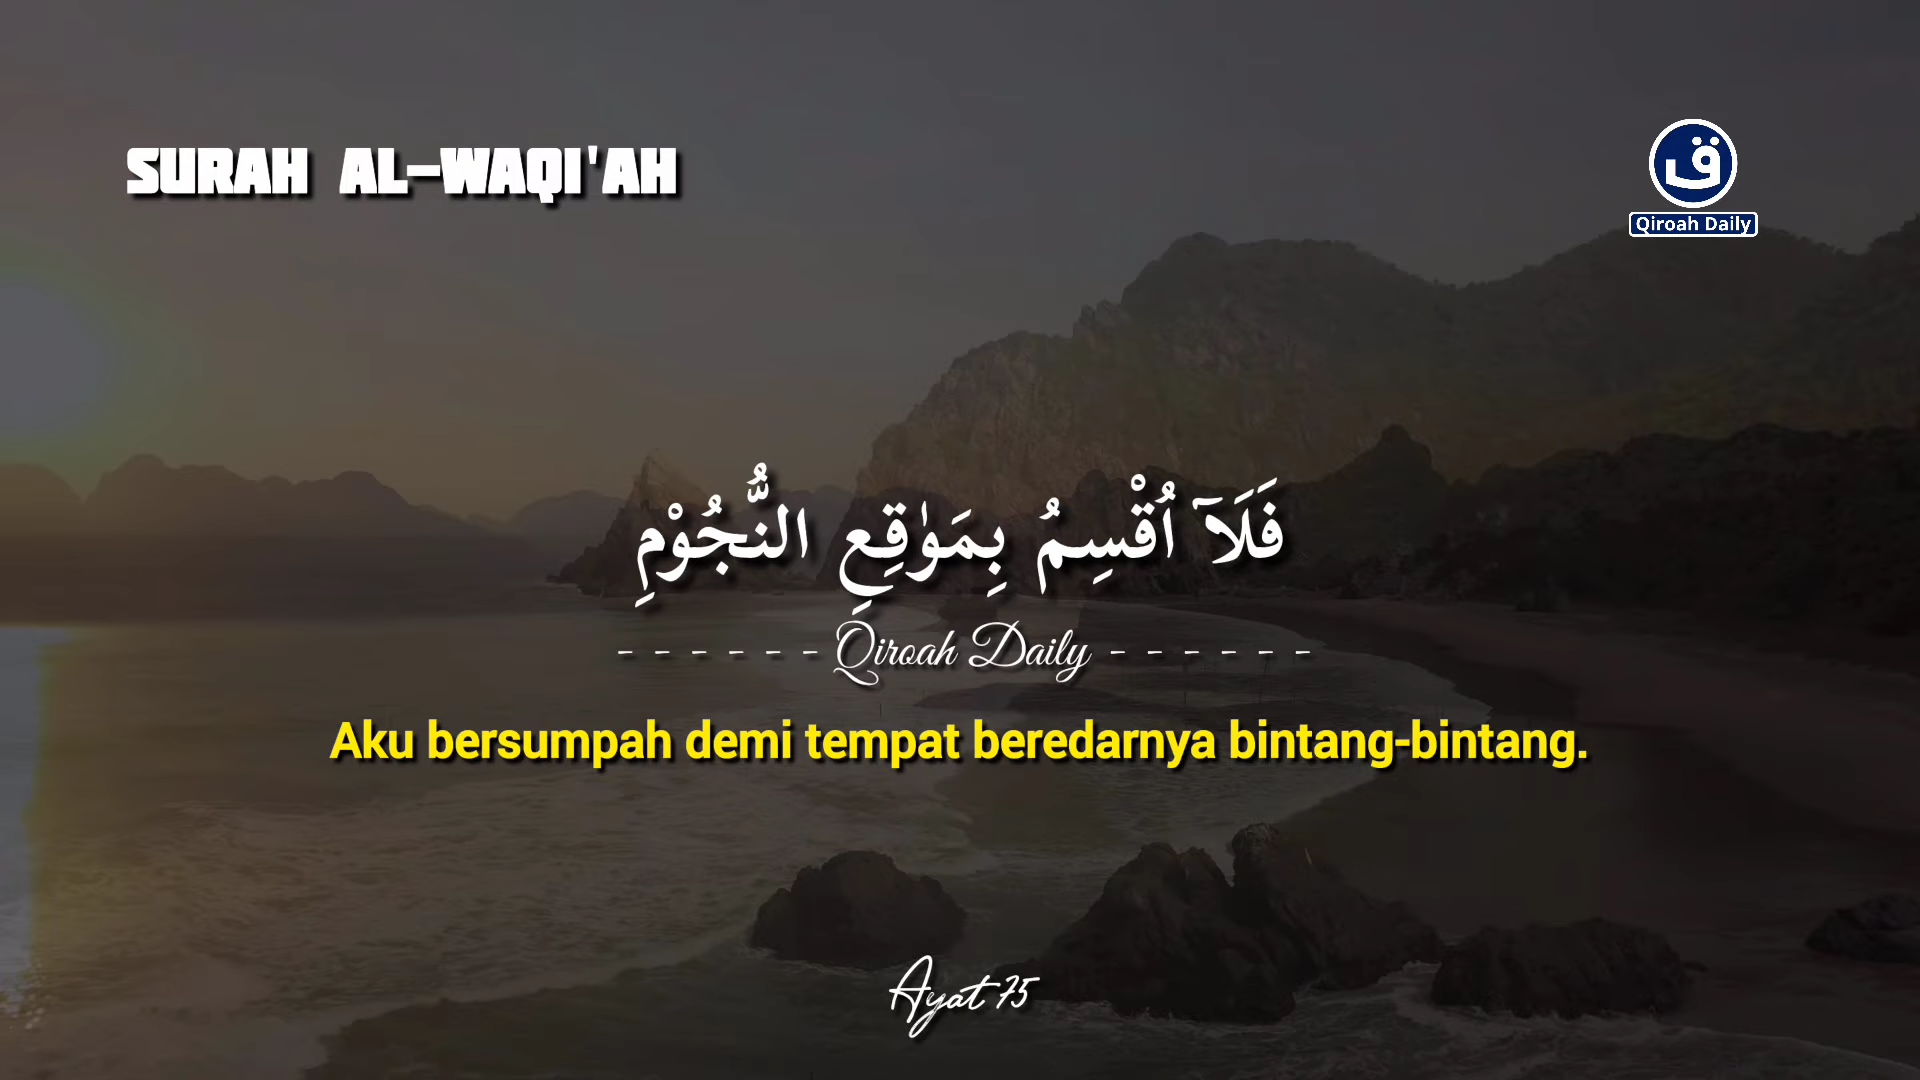 SURAH AL-WAQI'AH
ق
Qiroah Daily
فَلَآ اُقْسِمُ بِمَوٰقِعِ النُّجُوْمِ
- - - - - - Qiroah Daily - - - - - -
Aku bersumpah demi tempat beredarnya bintang-bintang.
Ayat 75